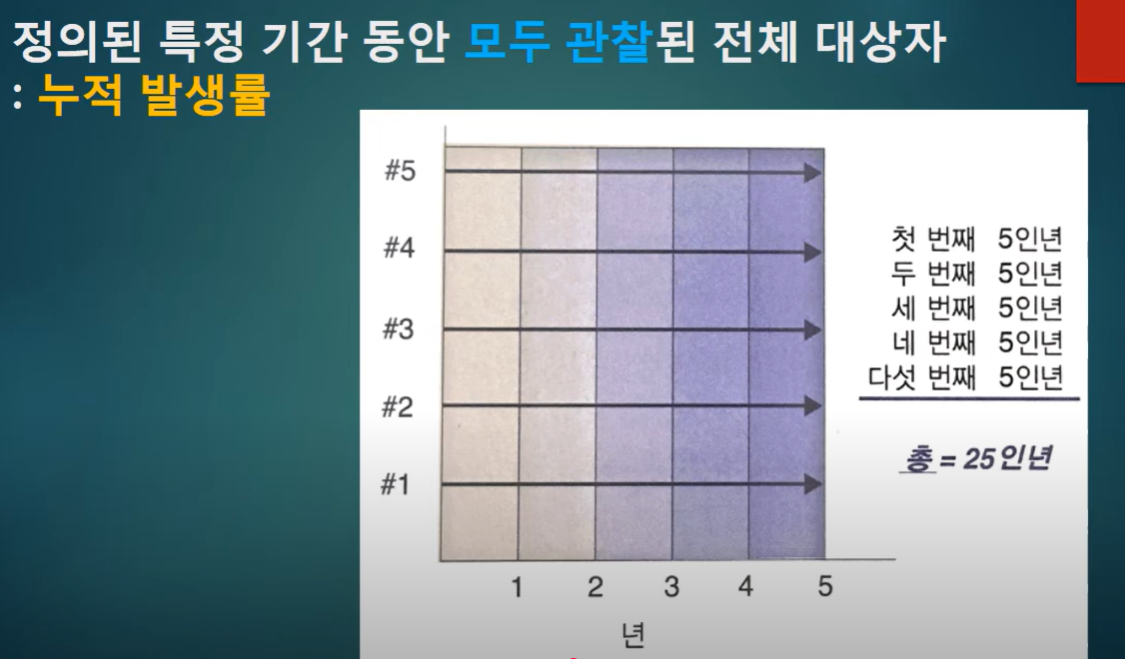 정의된 특정 기간 동안 모두 관찰된 전체 대상자
: 누적 발생률
#5
#4
#3
#2
#1
1 2 3 4 5
년
첫 번째 5인년
두 번째 5인년
세 번째 5인년
네 번째 5인년
다섯 번째 5인년
총 = 25인년